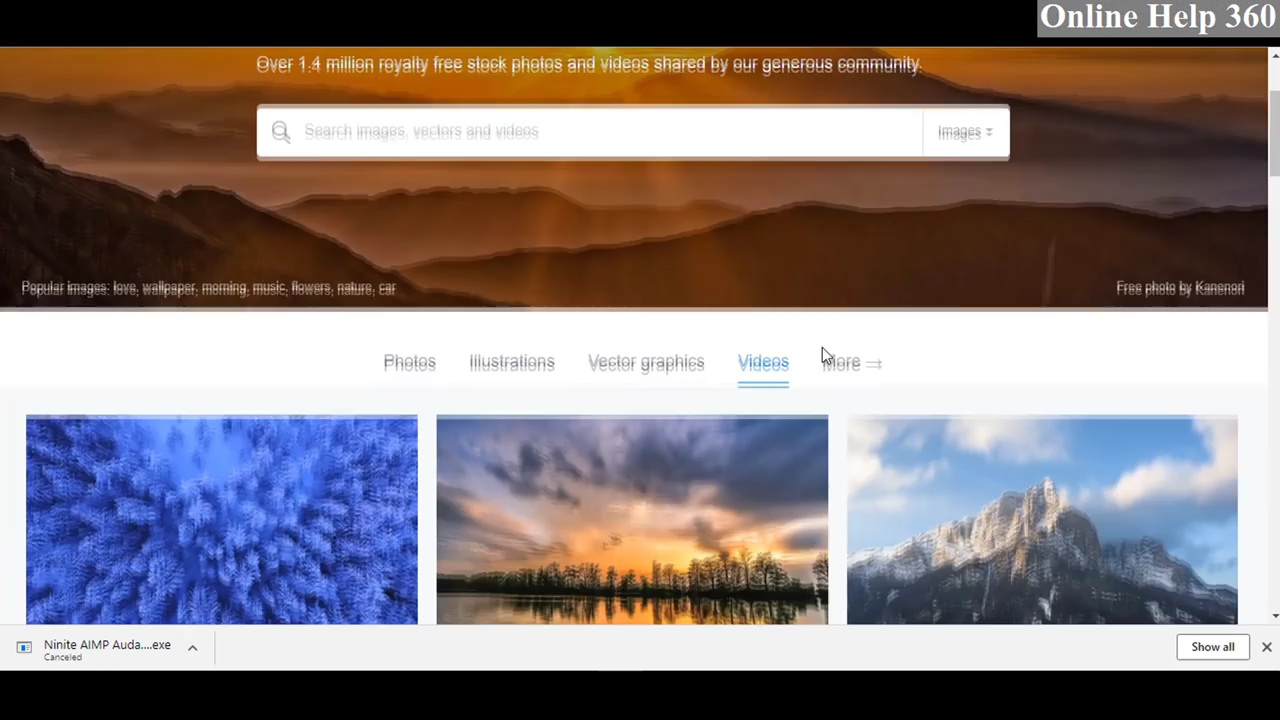 Online Help 360
Over 1.4 million royalty free stock photos and videos shared by our generous community.
Search images, vectors and videos
Images
Popular images: love, wallpaper, morning, music, flowers, nature, car
Free photo by Kanenori
Photos Illustrations Vector graphics Videos More
Ninite AIMP Auda....exe
Canceled
Show all